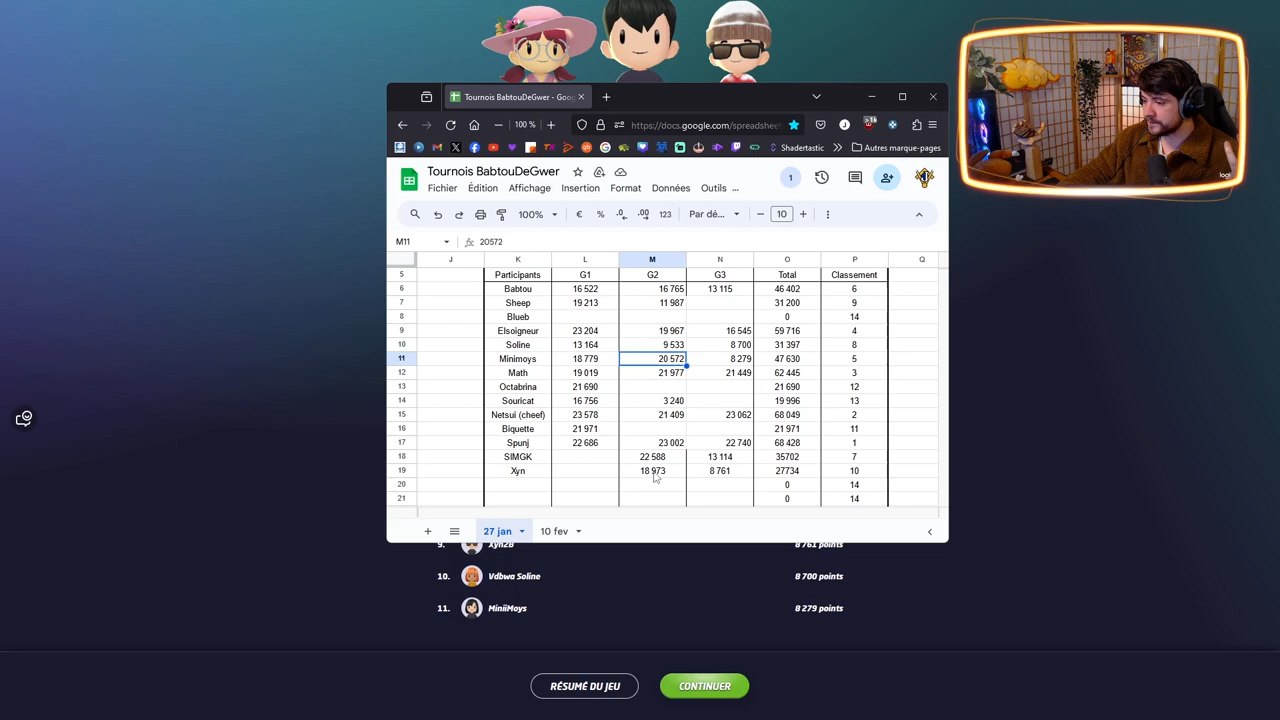 Tournois BabtouDeGwer - Goo
100 %
https://docs.google.com/spreadshee
>1k
Shadertastic
Autres marque-pages
Tournois BabtouDeGwer
1
Fichier Édition Affichage Insertion Format Données Outils ...
100% € % .0 .00 123 Par dé... 10
M11 20572
J K L M N O P Q
5 Participants G1 G2 G3 Total Classement
6 Babtou 16 522 16 765 13 115 46 402 6
7 Sheep 19 213 11 987 31 200 9
8 Blueb 0 14
9 Elsoigneur 23 204 19 967 16 545 59 716 4
10 Soline 13 164 9 533 8 700 31 397 8
11 Minimoys 18 779 20 572 8 279 47 630 5
12 Math 19 019 21 977 21 449 62 445 3
13 Octabrina 21 690 21 690 12
14 Souricat 16 756 3 240 19 996 13
15 Netsui (cheef) 23 578 21 409 23 062 68 049 2
16 Biquette 21 971 21 971 11
17 Spunj 22 686 23 002 22 740 68 428 1
18 SIMGK 22 588 13 114 35702 7
19 Xyn 18 973 8 761 27734 10
20 0 14
21 0 14
27 jan 10 fev
9. Xyn2B 8 761 points
10. Vdbwa Soline 8 700 points
11. MiniiMoys 8 279 points
RÉSUMÉ DU JEU CONTINUER
logi